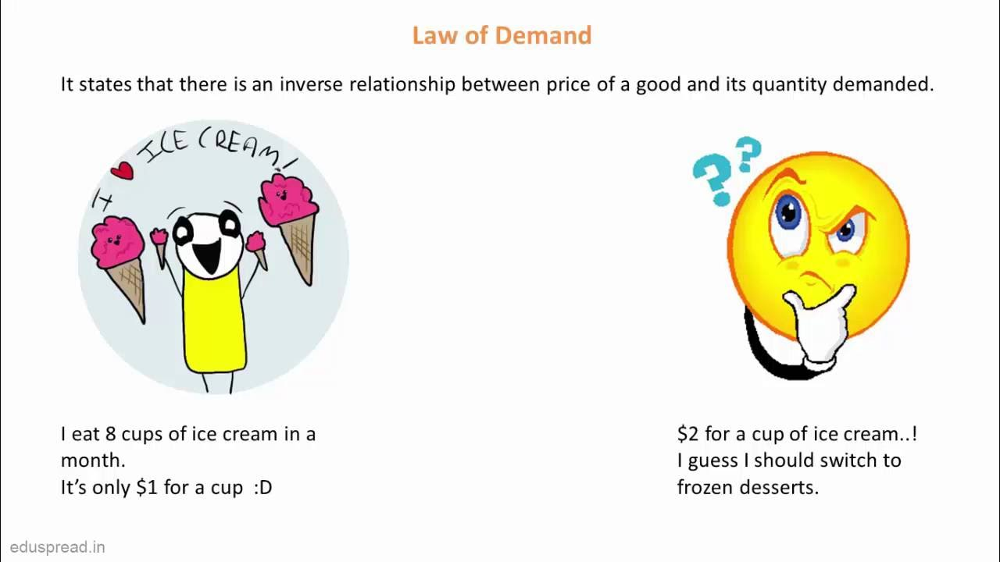 Law of Demand
It states that there is an inverse relationship between price of a good and its quantity demanded.
I ❤ ICE CREAM!
??
I eat 8 cups of ice cream in a
month.
It's only $1 for a cup :D
$2 for a cup of ice cream..!
I guess I should switch to
frozen desserts.
eduspread.in